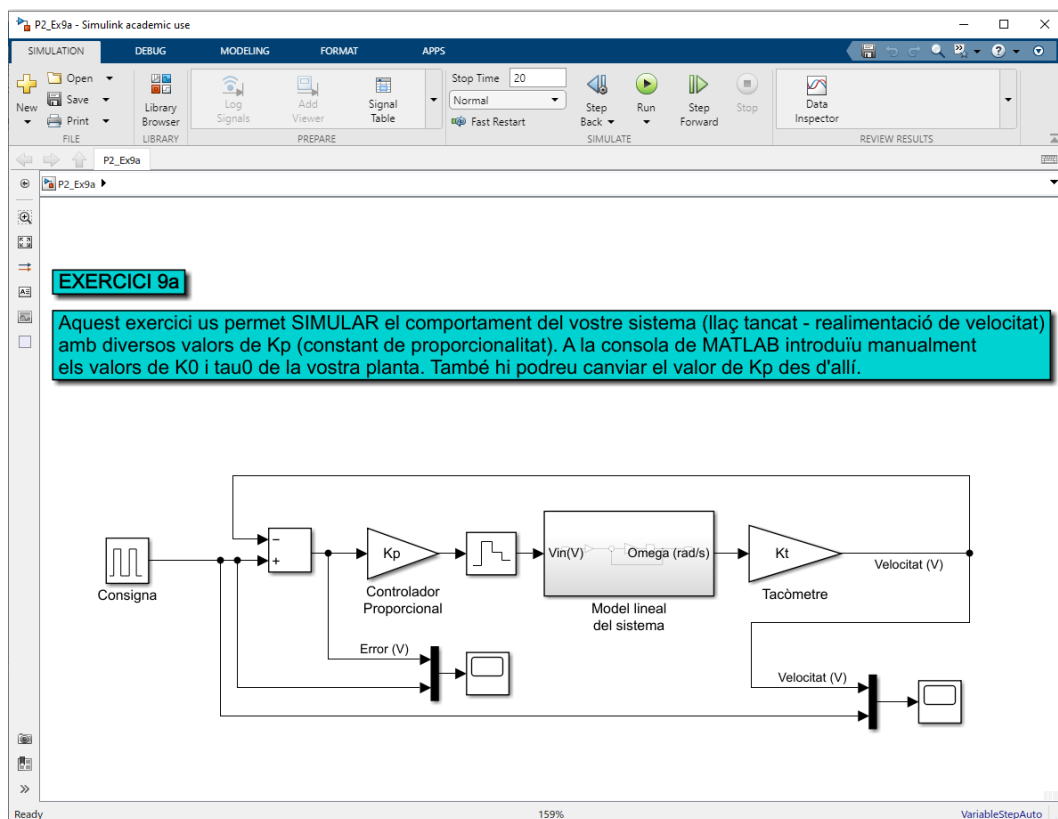 P2_Ex9a - Simulink academic use
SIMULATION DEBUG MODELING FORMAT APPS
New
Open
Save
Print
FILE
Library
Browser
LIBRARY
Log
Signals
Add
Viewer
Signal
Table
PREPARE
Stop Time 20
Normal
Fast Restart
Step
Back
Run
Step
Forward
Stop
SIMULATE
Data
Inspector
REVIEW RESULTS
P2_Ex9a
P2_Ex9a
EXERCICI 9a
Aquest exercici us permet SIMULAR el comportament del vostre sistema (llaç tancat - realimentació de velocitat)
amb diversos valors de Kp (constant de proporcionalitat). A la consola de MATLAB introduïu manualment
els valors de K0 i tau0 de la vostra planta. També hi podreu canviar el valor de Kp des d'allí.
Consigna
Kp
Controlador
Proporcional
Vin(V)
Omega (rad/s)
Model lineal
del sistema
Kt
Tacòmetre
Velocitat (V)
Error (V)
Velocitat (V)
Ready 159% VariableStepAuto